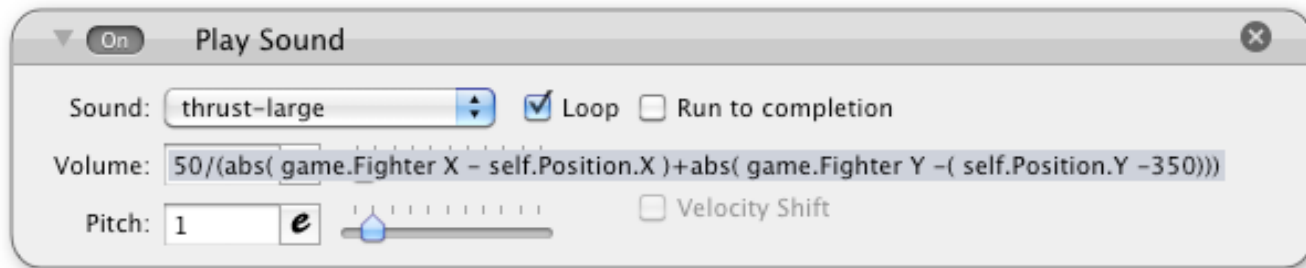 On Play Sound
Sound: thrust-large Loop Run to completion
Volume: 50/(abs( game.Fighter X - self.Position.X )+abs( game.Fighter Y -( self.Position.Y -350)))
Pitch: 1 e Velocity Shift